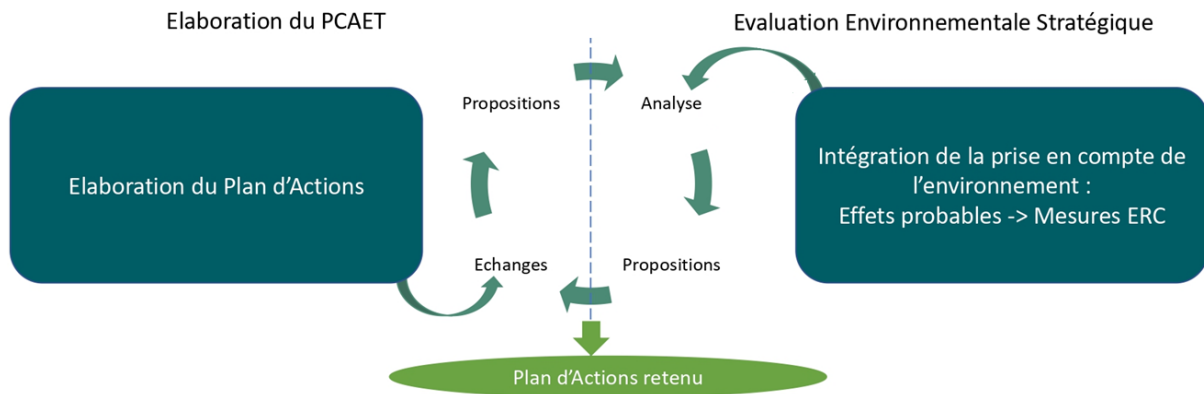 Elaboration du PCAET
Evaluation Environnementale Stratégique
Propositions
Analyse
Elaboration du Plan d’Actions
Intégration de la prise en compte de
l’environnement :
Effets probables -> Mesures ERC
Echanges
Propositions
Plan d’Actions retenu